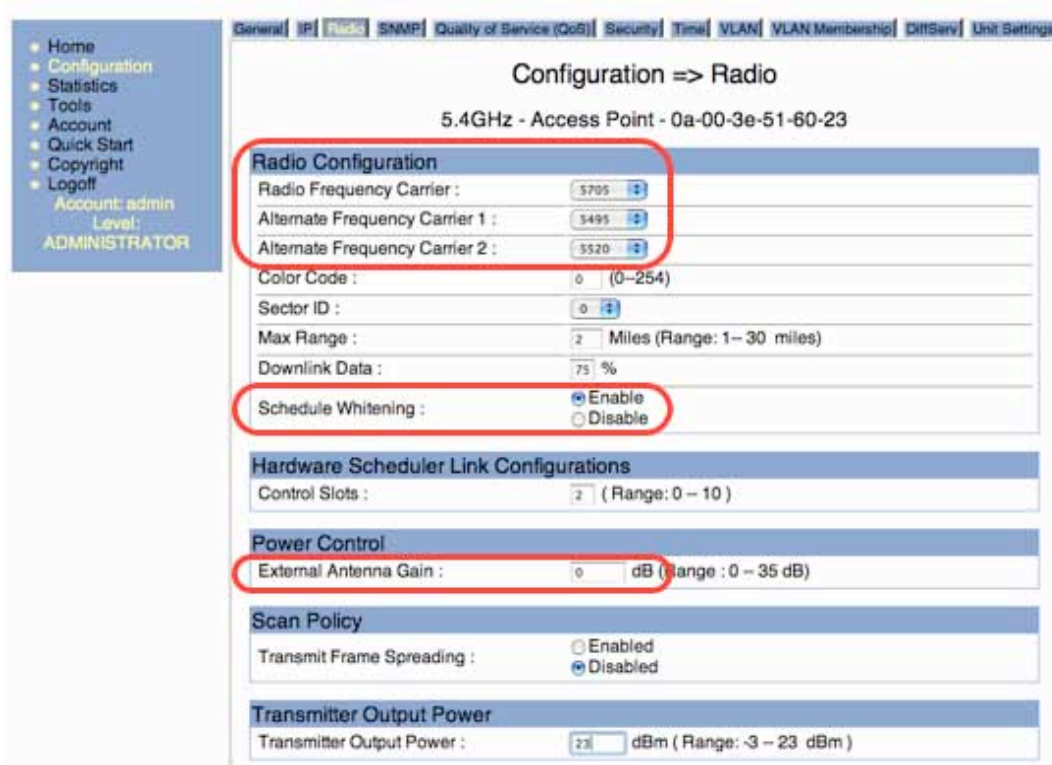 General IP Radio SNMP Quality of Service (QoS) Security Time VLAN VLAN Membership DiffServ Unit Settings
Home
Configuration
Statistics
Tools
Account
Quick Start
Copyright
Logoff
Account: admin
Level:
ADMINISTRATOR
Configuration => Radio
5.4GHz - Access Point - 0a-00-3e-51-60-23
Radio Configuration
Radio Frequency Carrier : 5705
Alternate Frequency Carrier 1 : 5495
Alternate Frequency Carrier 2 : 5520
Color Code : 0 (0—254)
Sector ID : 0
Max Range : 2 Miles (Range: 1— 30 miles)
Downlink Data : 75 %
Schedule Whitening : Enable
Disable
Hardware Scheduler Link Configurations
Control Slots : 2 ( Range: 0 — 10 )
Power Control
External Antenna Gain : 0 dB (Range : 0 — 35 dB)
Scan Policy
Transmit Frame Spreading : Enabled
Disabled
Transmitter Output Power
Transmitter Output Power : 23 dBm ( Range: -3 — 23 dBm )